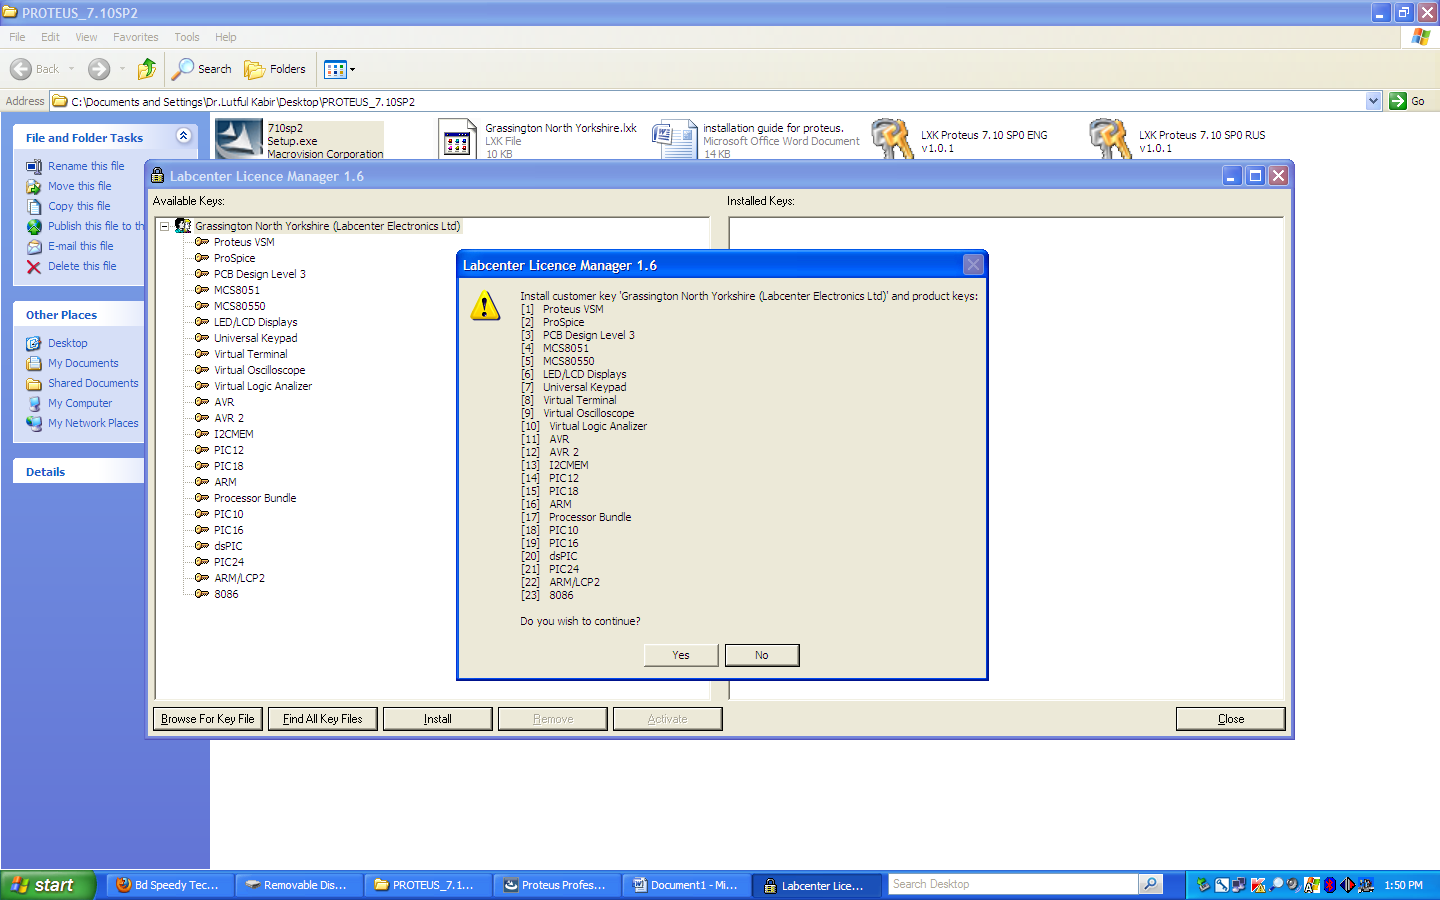 PROTEUS_7.10SP2
File Edit View Favorites Tools Help
Back Search Folders
Address C:\Documents and Settings\Dr.Lutful Kabir\Desktop\PROTEUS_7.10SP2 Go
File and Folder Tasks
Rename this file
Move this file
Copy this file
Publish this file to th
E-mail this file
Delete this file
Other Places
Desktop
My Documents
Shared Documents
My Computer
My Network Places
Details
710sp2
Setup.exe
Macrovision Corporation
Grassington North Yorkshire.lxk
LXK File
10 KB
installation guide for proteus.
Microsoft Office Word Document
14 KB
LXK Proteus 7.10 SP0 ENG
v1.0.1
LXK Proteus 7.10 SP0 RUS
v1.0.1
Labcenter Licence Manager 1.6
Available Keys:
Grassington North Yorkshire (Labcenter Electronics Ltd)
Proteus VSM
ProSpice
PCB Design Level 3
MCS8051
MCS80550
LED/LCD Displays
Universal Keypad
Virtual Terminal
Virtual Oscilloscope
Virtual Logic Analizer
AVR
AVR 2
I2CMEM
PIC12
PIC18
ARM
Processor Bundle
PIC10
PIC16
dsPIC
PIC24
ARM/LCP2
8086
Installed Keys:
Labcenter Licence Manager 1.6
Install customer key 'Grassington North Yorkshire (Labcenter Electronics Ltd)' and product keys:
[1] Proteus VSM
[2] ProSpice
[3] PCB Design Level 3
[4] MCS8051
[5] MCS80550
[6] LED/LCD Displays
[7] Universal Keypad
[8] Virtual Terminal
[9] Virtual Oscilloscope
[10] Virtual Logic Analizer
[11] AVR
[12] AVR 2
[13] I2CMEM
[14] PIC12
[15] PIC18
[16] ARM
[17] Processor Bundle
[18] PIC10
[19] PIC16
[20] dsPIC
[21] PIC24
[22] ARM/LCP2
[23] 8086
Do you wish to continue?
Yes No
Browse For Key File Find All Key Files Install Remove Activate Close
start Bd Speedy Tec... Removable Dis... PROTEUS_7.1... Proteus Profes... Document1 - Mi... Labcenter Lice... Search Desktop 1:50 PM